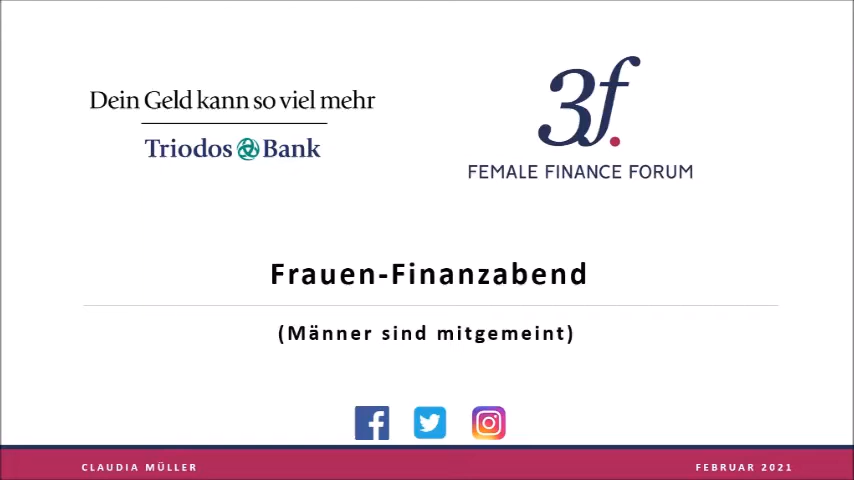 Dein Geld kann so viel mehr
Triodos Bank
3f.
FEMALE FINANCE FORUM
Frauen-Finanzabend
(Männer sind mitgemeint)
CLAUDIA MÜLLER
FEBRUAR 2021